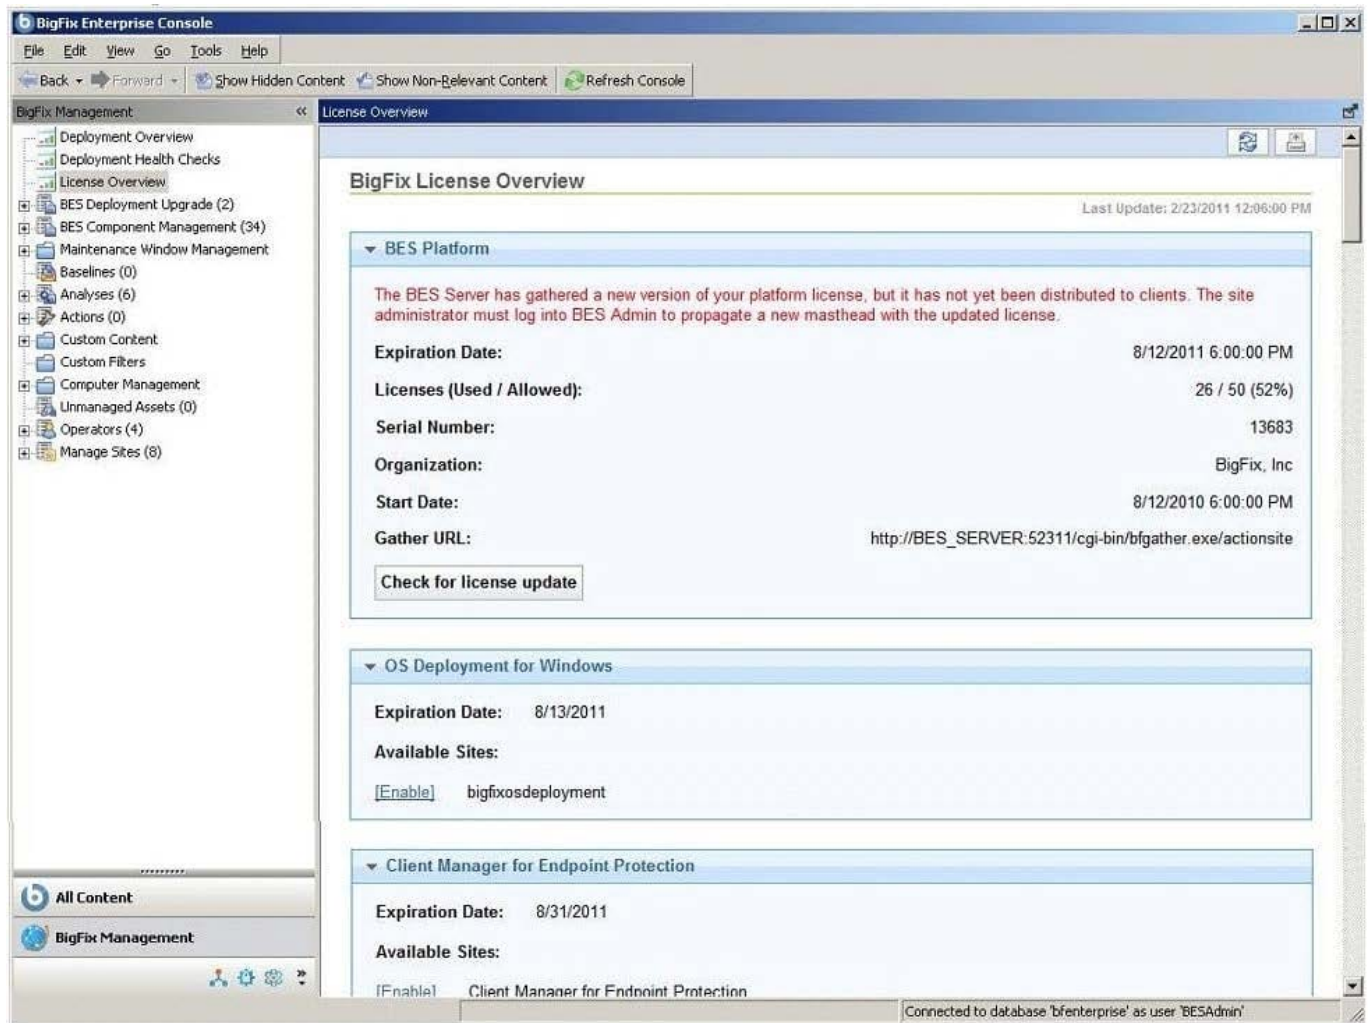 BigFix Enterprise Console
File Edit View Go Tools Help
Back Forward Show Hidden Content Show Non-Relevant Content Refresh Console
BigFix Management
License Overview
Deployment Overview
Deployment Health Checks
License Overview
BES Deployment Upgrade (2)
BES Component Management (34)
Maintenance Window Management
Baselines (0)
Analyses (6)
Actions (0)
Custom Content
Custom Filters
Computer Management
Unmanaged Assets (0)
Operators (4)
Manage Sites (8)
All Content
BigFix Management
BigFix License Overview
Last Update: 2/23/2011 12:06:00 PM
BES Platform
The BES Server has gathered a new version of your platform license, but it has not yet been distributed to clients. The site
administrator must log into BES Admin to propagate a new masthead with the updated license.
Expiration Date: 8/12/2011 6:00:00 PM
Licenses (Used / Allowed): 26 / 50 (52%)
Serial Number: 13683
Organization: BigFix, Inc
Start Date: 8/12/2010 6:00:00 PM
Gather URL: http://BES_SERVER:52311/cgi-bin/bfgather.exe/actionsite
Check for license update
OS Deployment for Windows
Expiration Date: 8/13/2011
Available Sites:
[Enable] bigfixosdeployment
Client Manager for Endpoint Protection
Expiration Date: 8/31/2011
Available Sites:
[Enable] Client Manager for Endpoint Protection
Connected to database 'bfenterprise' as user 'BESAdmin'